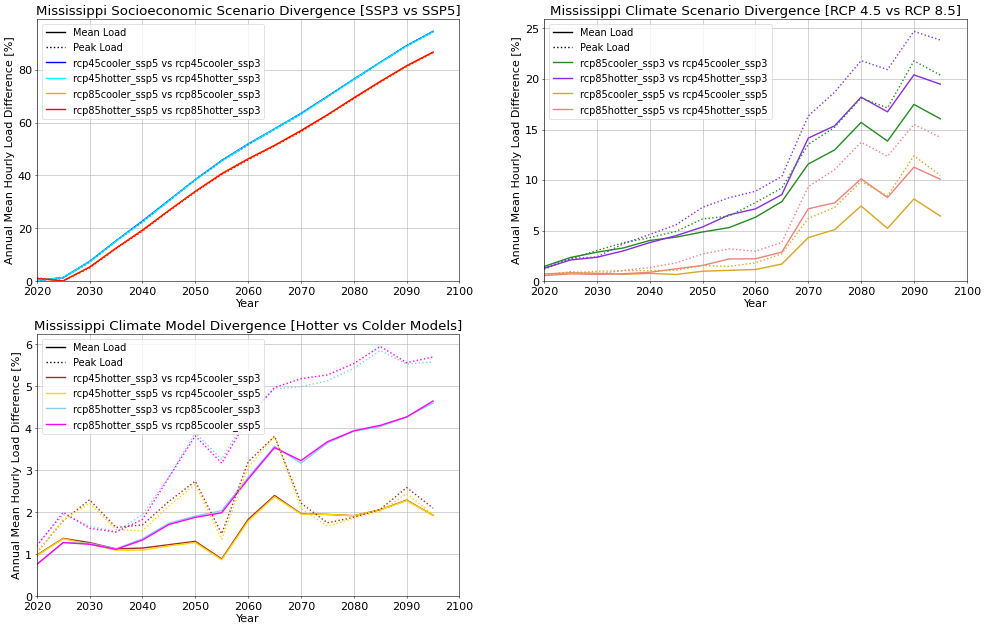 Mississippi Socioeconomic Scenario Divergence [SSP3 vs SSP5]
Annual Mean Hourly Load Difference [%]
Mean Load
Peak Load
rcp45cooler_ssp5 vs rcp45cooler_ssp3
rcp45hotter_ssp5 vs rcp45hotter_ssp3
rcp85cooler_ssp5 vs rcp85cooler_ssp3
rcp85hotter_ssp5 vs rcp85hotter_ssp3
80
60
40
20
0
2020 2030 2040 2050 2060 2070 2080 2090 2100
Year
Mississippi Climate Scenario Divergence [RCP 4.5 vs RCP 8.5]
Annual Mean Hourly Load Difference [%]
Mean Load
Peak Load
rcp85cooler_ssp3 vs rcp45cooler_ssp3
rcp85hotter_ssp3 vs rcp45hotter_ssp3
rcp85cooler_ssp5 vs rcp45cooler_ssp5
rcp85hotter_ssp5 vs rcp45hotter_ssp5
25
20
15
10
5
0
2020 2030 2040 2050 2060 2070 2080 2090 2100
Year
Mississippi Climate Model Divergence [Hotter vs Colder Models]
Annual Mean Hourly Load Difference [%]
Mean Load
Peak Load
rcp45hotter_ssp3 vs rcp45cooler_ssp3
rcp45hotter_ssp5 vs rcp45cooler_ssp5
rcp85hotter_ssp3 vs rcp85cooler_ssp3
rcp85hotter_ssp5 vs rcp85cooler_ssp5
6
5
4
3
2
1
0
2020 2030 2040 2050 2060 2070 2080 2090 2100
Year